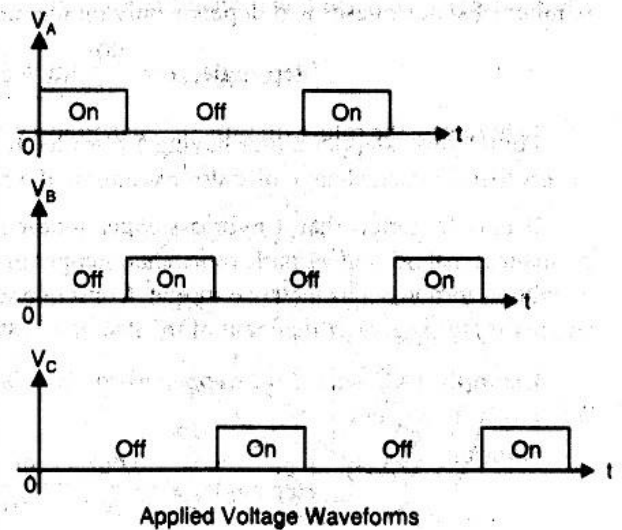 V_A
On Off On
0 t
V_B
Off On Off On
0 t
V_C
Off On Off On
0 t
Applied Voltage Waveforms